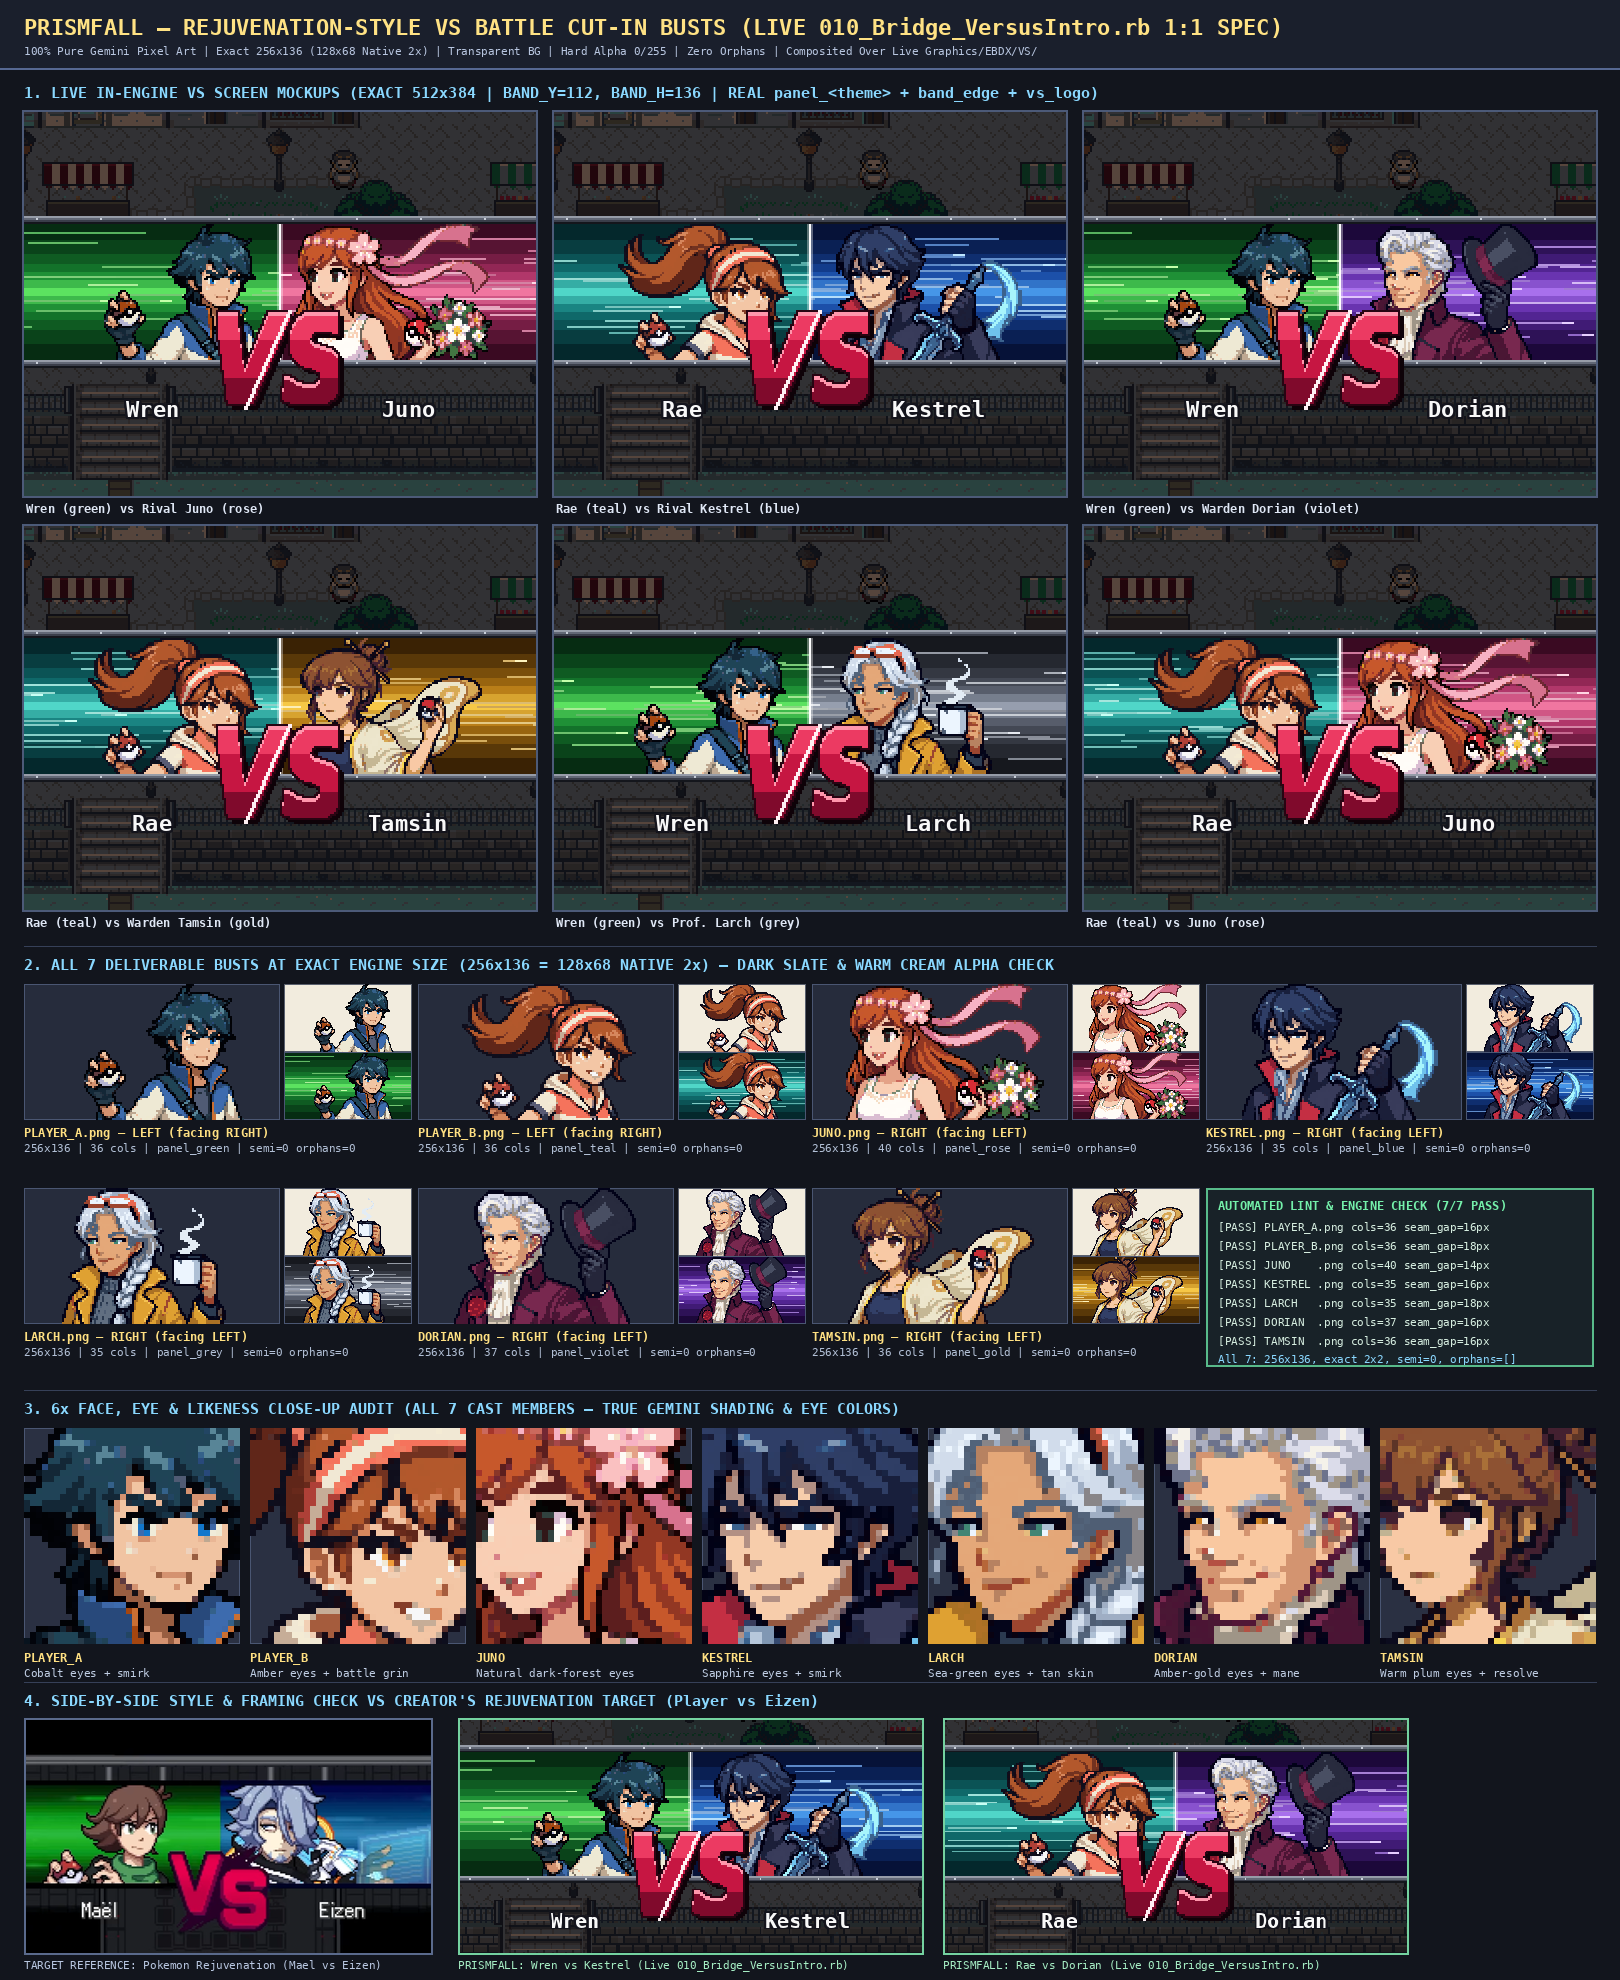 PRISMFALL — REJUVENATION-STYLE VS BATTLE CUT-IN BUSTS (LIVE 010_Bridge_VersusIntro.rb 1:1 SPEC)
100% Pure Gemini Pixel Art | Exact 256x136 (128x68 Native 2x) | Transparent BG | Hard Alpha 0/255 | Zero Orphans | Composited Over Live Graphics/EBDX/VS/
1. LIVE IN-ENGINE VS SCREEN MOCKUPS (EXACT 512x384 | BAND_Y=112, BAND_H=136 | REAL panel_<theme> + band_edge + vs_logo)
VS VS VS
Wren Juno Rae Kestrel Wren Dorian
Wren (green) vs Rival Juno (rose) Rae (teal) vs Rival Kestrel (blue) Wren (green) vs Warden Dorian (violet)
VS VS VS
Rae Tamsin Wren Larch Rae Juno
Rae (teal) vs Warden Tamsin (gold) Wren (green) vs Prof. Larch (grey) Rae (teal) vs Juno (rose)
2. ALL 7 DELIVERABLE BUSTS AT EXACT ENGINE SIZE (256x136 = 128x68 NATIVE 2x) — DARK SLATE & WARM CREAM ALPHA CHECK
PLAYER_A.png — LEFT (facing RIGHT) PLAYER_B.png — LEFT (facing RIGHT) JUNO.png — RIGHT (facing LEFT) KESTREL.png — RIGHT (facing LEFT)
256x136 | 36 cols | panel_green | semi=0 orphans=0 256x136 | 36 cols | panel_teal | semi=0 orphans=0 256x136 | 40 cols | panel_rose | semi=0 orphans=0 256x136 | 35 cols | panel_blue | semi=0 orphans=0
LARCH.png — RIGHT (facing LEFT) DORIAN.png — RIGHT (facing LEFT) TAMSIN.png — RIGHT (facing LEFT)
256x136 | 35 cols | panel_grey | semi=0 orphans=0 256x136 | 37 cols | panel_violet | semi=0 orphans=0 256x136 | 36 cols | panel_gold | semi=0 orphans=0
AUTOMATED LINT & ENGINE CHECK (7/7 PASS)
[PASS] PLAYER_A.png cols=36 seam_gap=16px
[PASS] PLAYER_B.png cols=36 seam_gap=18px
[PASS] JUNO .png cols=40 seam_gap=14px
[PASS] KESTREL .png cols=35 seam_gap=16px
[PASS] LARCH .png cols=35 seam_gap=18px
[PASS] DORIAN .png cols=37 seam_gap=16px
[PASS] TAMSIN .png cols=36 seam_gap=16px
All 7: 256x136, exact 2x2, semi=0, orphans=[]
3. 6x FACE, EYE & LIKENESS CLOSE-UP AUDIT (ALL 7 CAST MEMBERS — TRUE GEMINI SHADING & EYE COLORS)
PLAYER_A PLAYER_B JUNO KESTREL LARCH DORIAN TAMSIN
Cobalt eyes + smirk Amber eyes + battle grin Natural dark-forest eyes Sapphire eyes + smirk Sea-green eyes + tan skin Amber-gold eyes + mane Warm plum eyes + resolve
4. SIDE-BY-SIDE STYLE & FRAMING CHECK VS CREATOR'S REJUVENATION TARGET (Player vs Eizen)
VS VS VS
Maël Eizen Wren Kestrel Rae Dorian
TARGET REFERENCE: Pokemon Rejuvenation (Mael vs Eizen) PRISMFALL: Wren vs Kestrel (Live 010_Bridge_VersusIntro.rb) PRISMFALL: Rae vs Dorian (Live 010_Bridge_VersusIntro.rb)